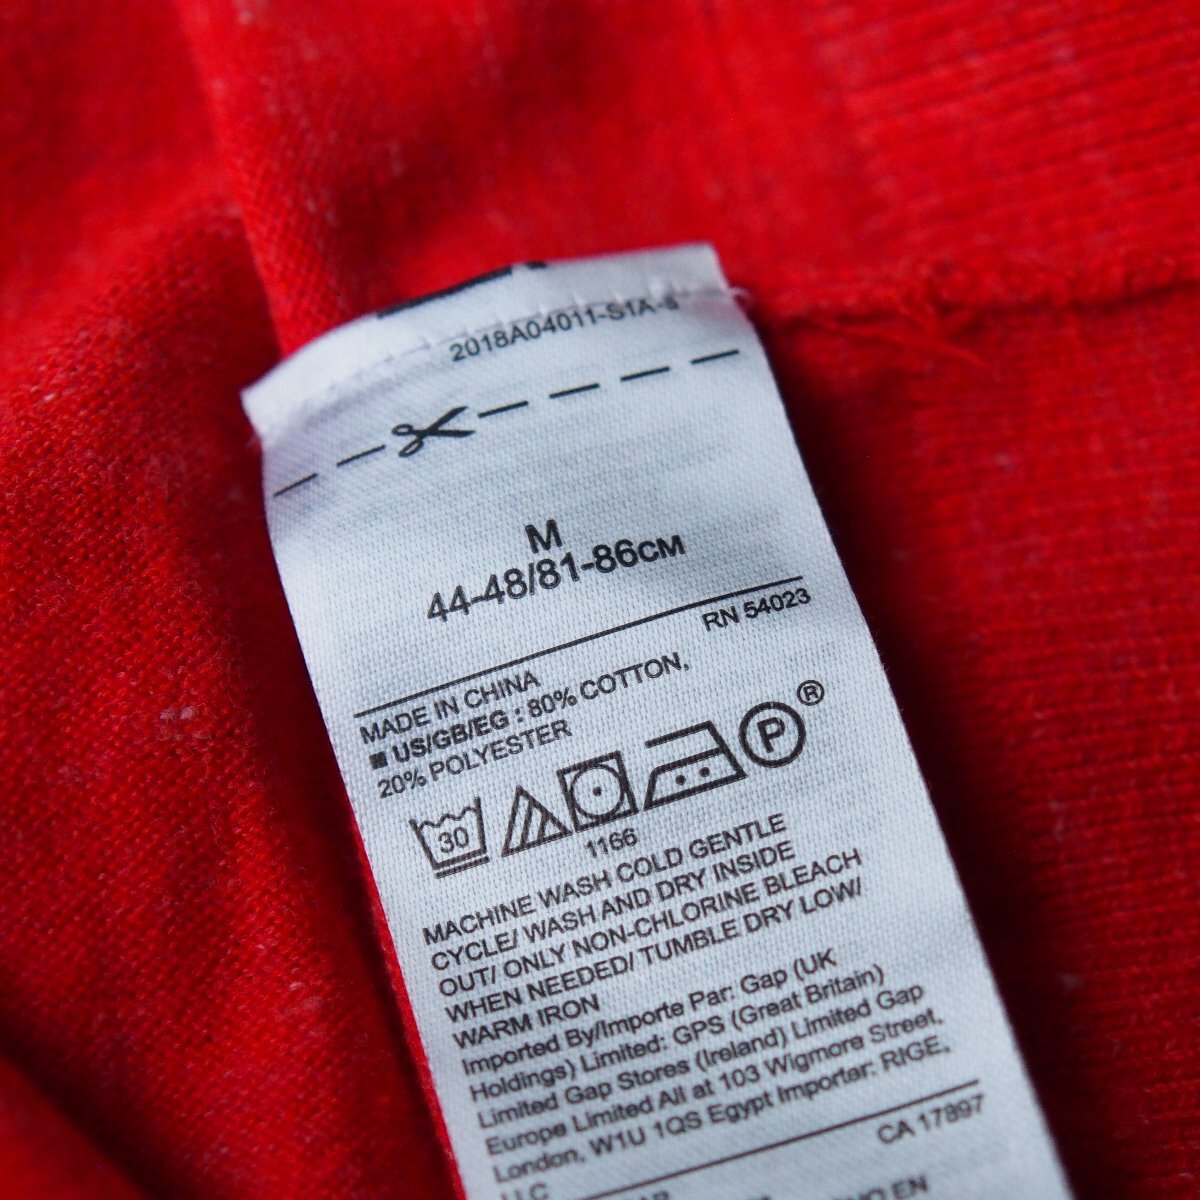 2018A04011-S1A-8
M
44-48/81-86CM
RN 54023
MADE IN CHINA
US/GB/EG : 80% COTTON,
20% POLYESTER
30
P ®
1166
MACHINE WASH COLD GENTLE
CYCLE/ WASH AND DRY INSIDE
OUT/ ONLY NON-CHLORINE BLEACH
WHEN NEEDED/ TUMBLE DRY LOW/
WARM IRON
Imported By/Importe Par: Gap (UK
Holdings) Limited: GPS (Great Britain)
Limited Gap Stores (Ireland) Limited Gap
Europe Limited All at 103 Wigmore Street,
London, W1U 1QS Egypt Importar: RIGE,
LLC
CA 17897